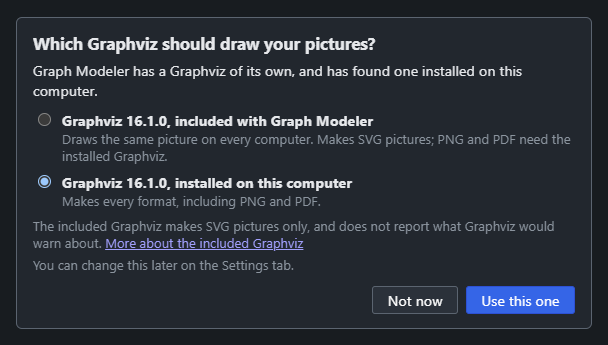 Which Graphviz should draw your pictures?
Graph Modeler has a Graphviz of its own, and has found one installed on this
computer.
Graphviz 16.1.0, included with Graph Modeler
Draws the same picture on every computer. Makes SVG pictures; PNG and PDF need the
installed Graphviz.
Graphviz 16.1.0, installed on this computer
Makes every format, including PNG and PDF.
The included Graphviz makes SVG pictures only, and does not report what Graphviz would
warn about. More about the included Graphviz
You can change this later on the Settings tab.
Not now
Use this one